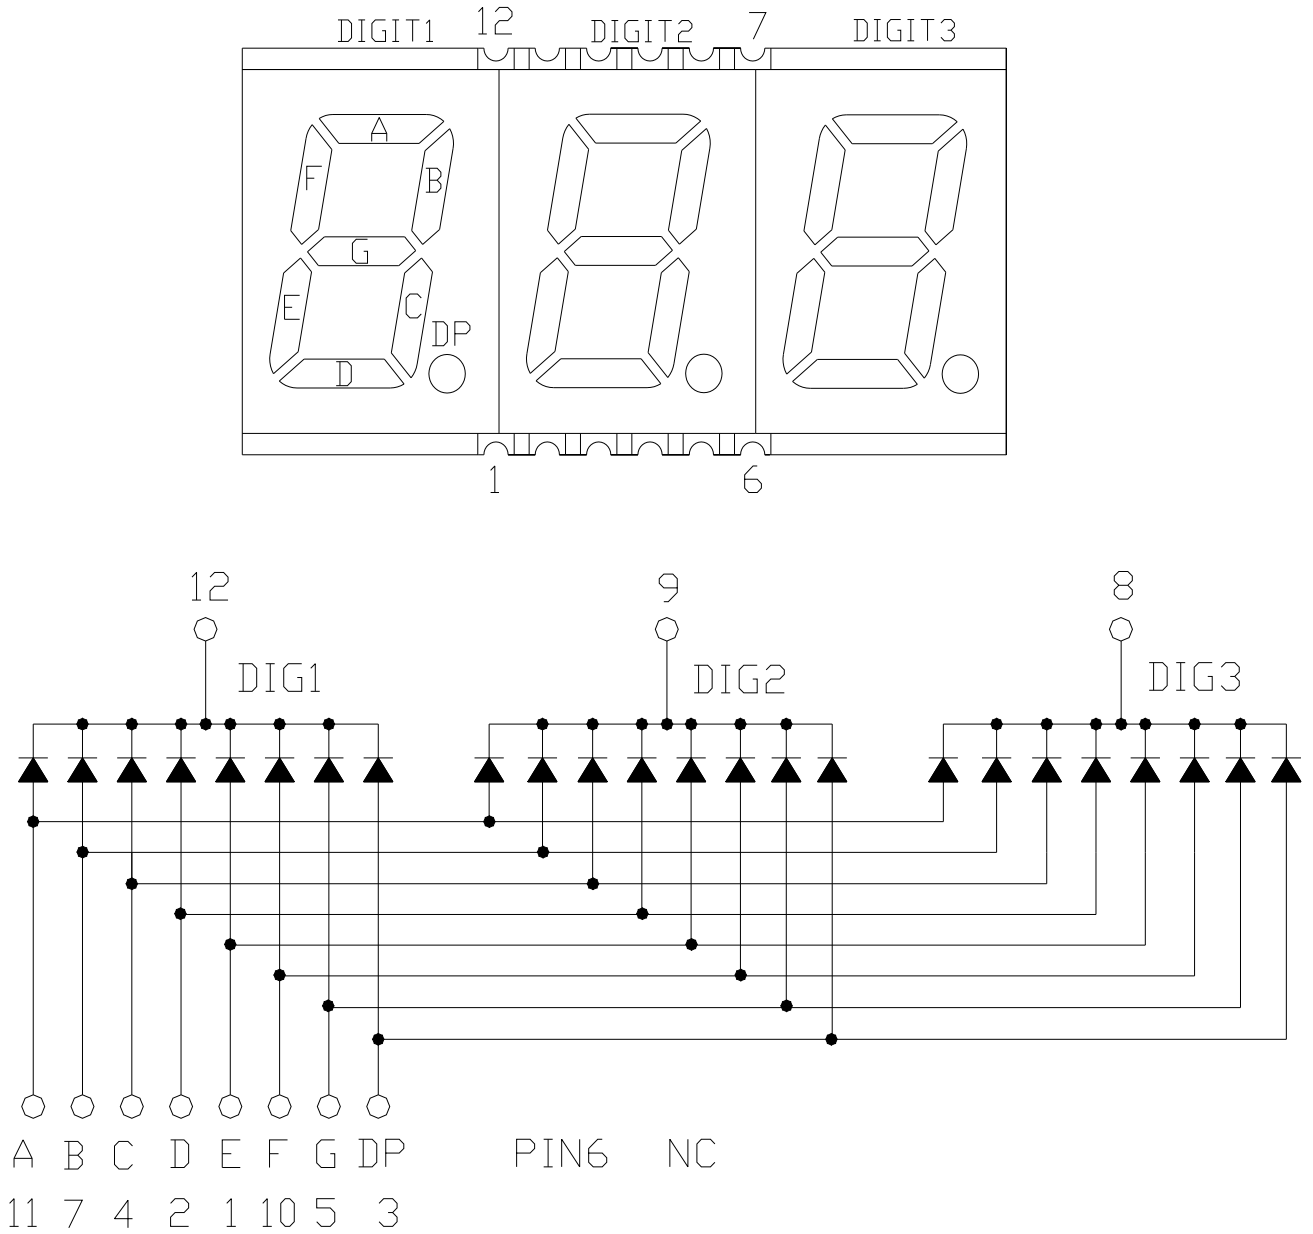 DIGIT1 12 DIGIT2 7 DIGIT3
A
F B
G
E C
DP
D
1 6
12 9 8
DIG1 DIG2 DIG3
A B C D E F G DP PIN6 NC
11 7 4 2 1 10 5 3